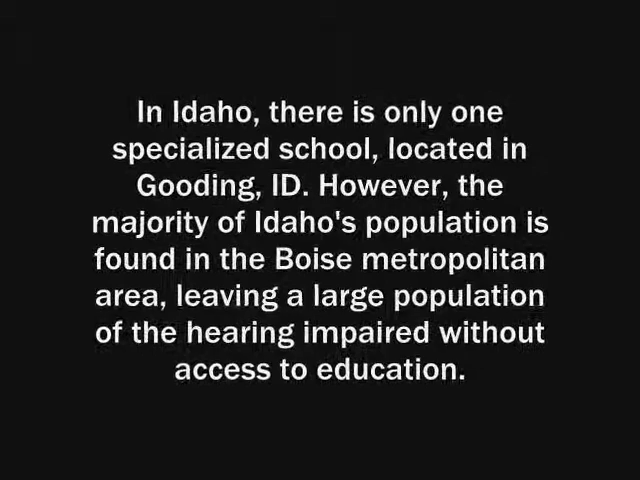 In Idaho, there is only one
specialized school, located in
Gooding, ID. However, the
majority of Idaho's population is
found in the Boise metropolitan
area, leaving a large population
of the hearing impaired without
access to education.